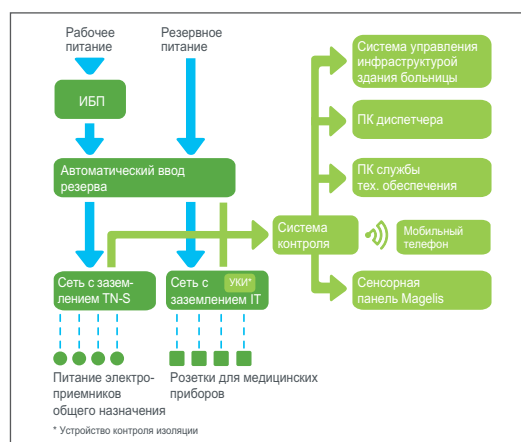 Рабочее
питание
Резервное
питание
ИБП
Автоматический ввод
резерва
Сеть с зазем-
лением TN-S
Сеть с
заземлением IT
УКИ*
Питание электро-
приемников
общего назначения
Розетки для медицинских
приборов
* Устройство контроля изоляции
Система
контроля
Система управления
инфраструктурой
здания больницы
ПК диспетчера
ПК службы
тех. обеспечения
Мобильный
телефон
Сенсорная
панель Magelis